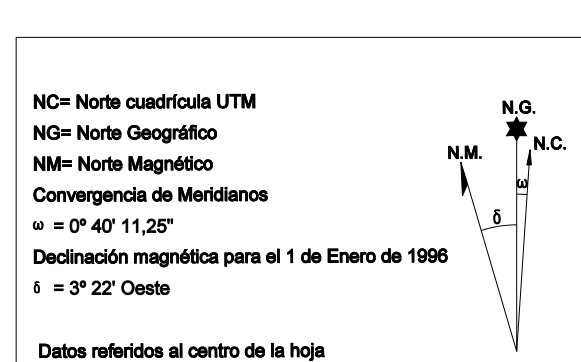 NC= Norte cuadrícula UTM
NG= Norte Geográfico
NM= Norte Magnético
Convergencia de Meridianos
ω = 0º 40' 11,25"
Declinación magnética para el 1 de Enero de 1996
δ = 3º 22' Oeste
Datos referidos al centro de la hoja
N.G.
N.C.
N.M.
ω
δ